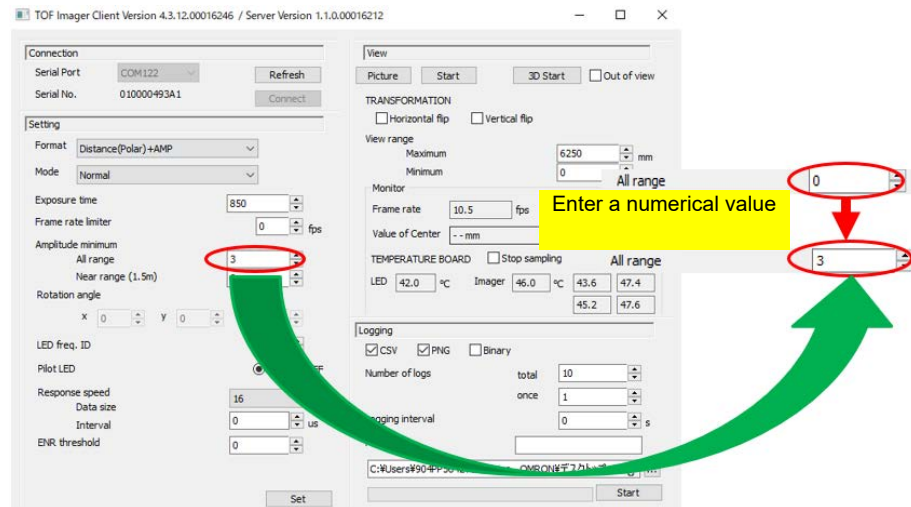 TOF Imager Client Version 4.3.12.00016246 / Server Version 1.1.0.00016212
Connection
Serial Port COM122 Refresh
Serial No. 010000493A1 Connect
Setting
Format Distance(Polar)+AMP
Mode Normal
Exposure time 850
Frame rate limiter 0 fps
Amplitude minimum
All range 3
Near range (1.5m)
Rotation angle
X 0 Y 0
LED freq. ID
Pilot LED
Response speed
Data size 16
Interval 0 us
ENR threshold 0
Set
View
Picture Start 3D Start Out of view
TRANSFORMATION
Horizontal flip Vertical flip
View range
Maximum 6250 mm
Minimum 0
Monitor
Frame rate 10.5 fps
Value of Center --mm
TEMPERATURE BOARD Stop sampling
LED 42.0 °C Imager 46.0 °C 43.6 47.4
45.2 47.6
Logging
CSV PNG Binary
Number of logs total 10
once 1
interval 0 s
Start
All range 0
Enter a numerical value
All range 3